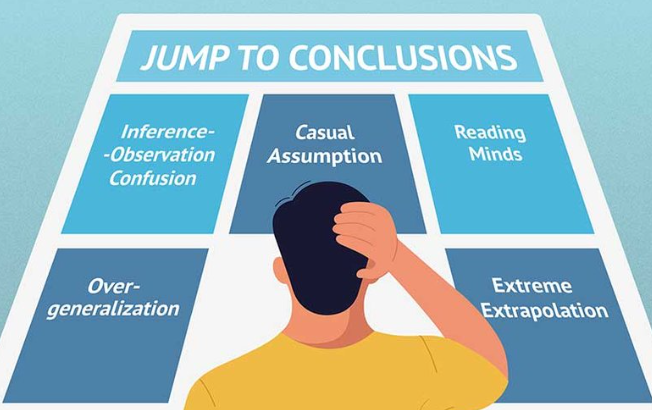 JUMP TO CONCLUSIONS
Inference-
-Observation
Confusion
Casual
Assumption
Reading
Minds
Over-
generalization
Extreme
Extrapolation